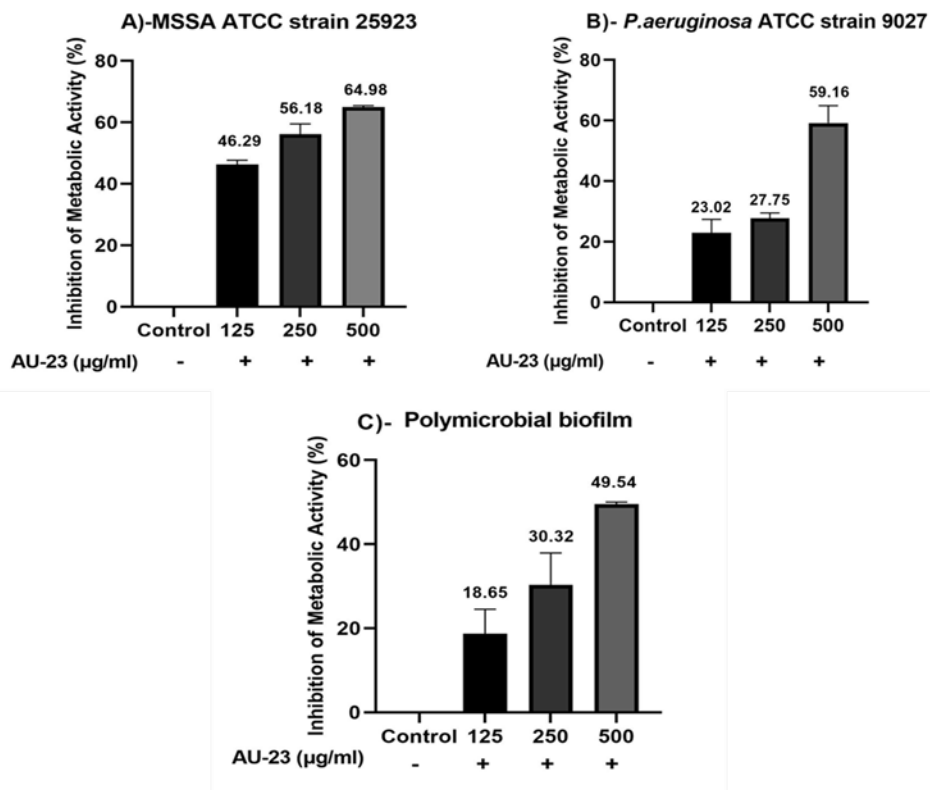 A)-MSSA ATCC strain 25923
Inhibition of Metabolic Activity (%)
80
60
40
20
0
46.29
56.18
64.98
Control 125 250 500
AU-23 (µg/ml) - + + +
B)- P.aeruginosa ATCC strain 9027
Inhibition of Metabolic Activity (%)
80
60
40
20
0
23.02
27.75
59.16
Control 125 250 500
AU-23 (µg/ml) - + + +
C)- Polymicrobial biofilm
Inhibition of Metabolic Activity (%)
60
40
20
0
18.65
30.32
49.54
Control 125 250 500
AU-23 (µg/ml) - + + +